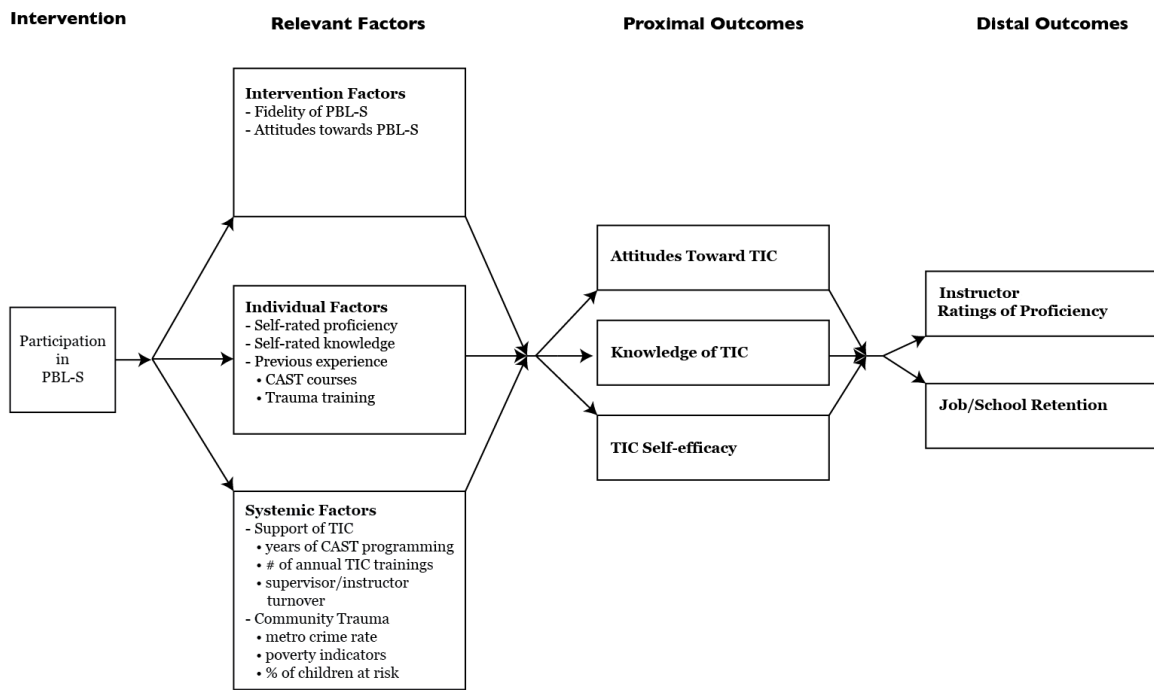 Intervention
Relevant Factors
Proximal Outcomes
Distal Outcomes
Participation
in
PBL-S
Intervention Factors
- Fidelity of PBL-S
- Attitudes towards PBL-S
Individual Factors
- Self-rated proficiency
- Self-rated knowledge
- Previous experience
• CAST courses
• Trauma training
Systemic Factors
- Support of TIC
• years of CAST programming
• # of annual TIC trainings
• supervisor/instructor
turnover
- Community Trauma
• metro crime rate
• poverty indicators
• % of children at risk
Attitudes Toward TIC
Knowledge of TIC
TIC Self-efficacy
Instructor
Ratings of Proficiency
Job/School Retention